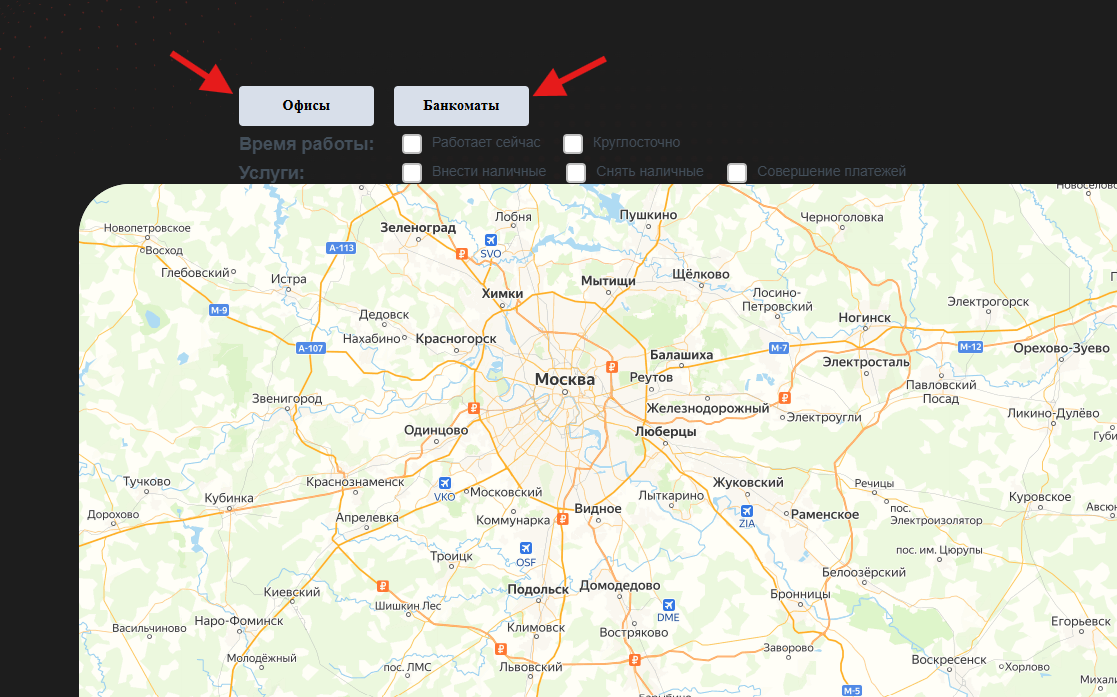 Офисы Банкоматы
Время работы: Работает сейчас Круглосуточно
Услуги: Внести наличные Снять наличные Совершение платежей
Лобня Пушкино Черноголовка
Новопетровское Зеленоград
Восход А-113 SVO
Глебовский Истра Мытищи Щёлково
Химки Лосино-
Петровский
М-9 Дедовск Ногинск Электрогорск
Нахабино Красногорск
А-107 Балашиха М-7 М-12 Орехово-Зуево
Москва Реутов Электросталь
Павловский
Посад
Звенигород Железнодорожный Электроугли Ликино-Дулёво
Одинцово Люберцы
Тучково Краснознаменск VKO Московский Лыткарино Жуковский Речицы
Кубинка Куровское
Дорохово Апрелевка Коммунарка Видное ZIA Раменское
пос.
Электроизолятор
Троицк OSF пос. им. Цюрупы
Киевский Подольск Домодедово Белоозёрский
Шишкин Лес DME Бронницы
Васильчиново Наро-Фоминск Климовск Востряково Егорьевск
Молодёжный пос. ЛМС Львовский Заворово Воскресенск Хорлово
М-5